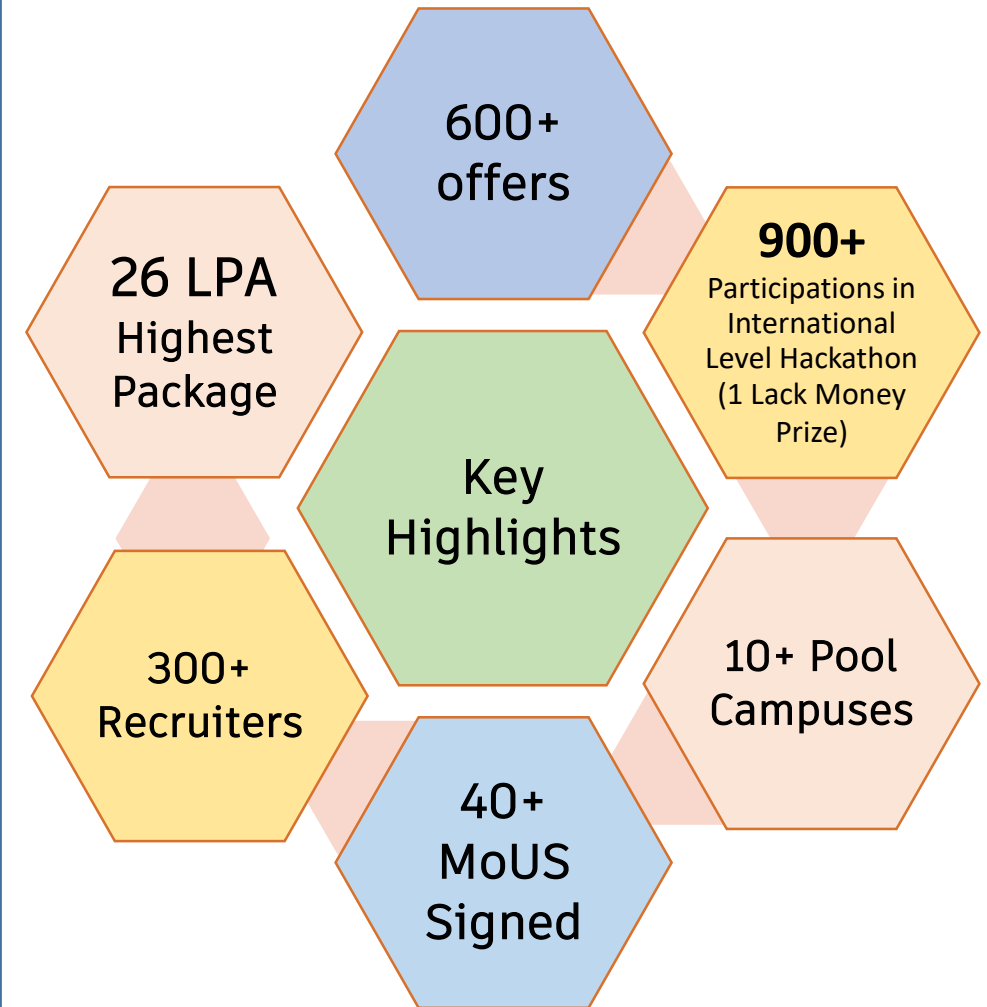 600+
offers
900+
Participations in
International
Level Hackathon
(1 Lack Money
Prize)
26 LPA
Highest
Package
Key
Highlights
10+ Pool
Campuses
300+
Recruiters
40+
MoUS
Signed